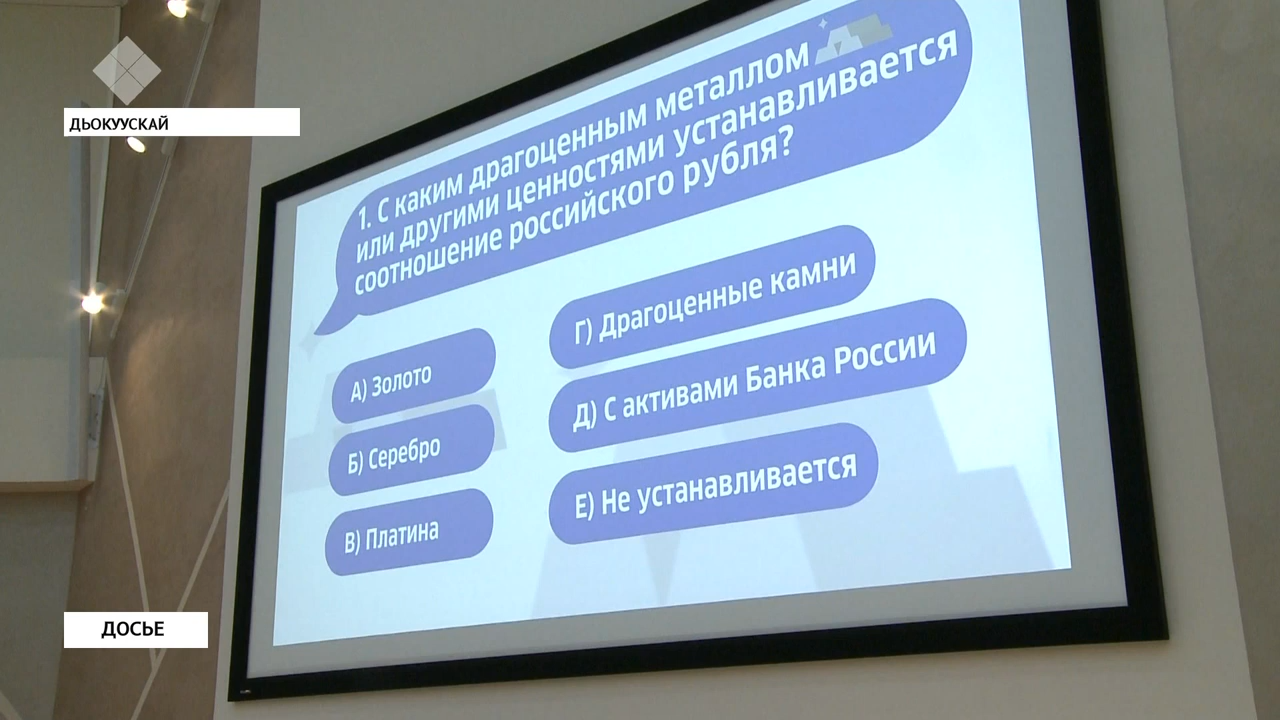 ДЬОКУУСКАЙ
1. С каким драгоценным металлом
или другими ценностями устанавливается
соотношение российского рубля?
А) Золото
Б) Серебро
В) Платина
Г) Драгоценные камни
Д) С активами Банка России
Е) Не устанавливается
ДОСЬЕ